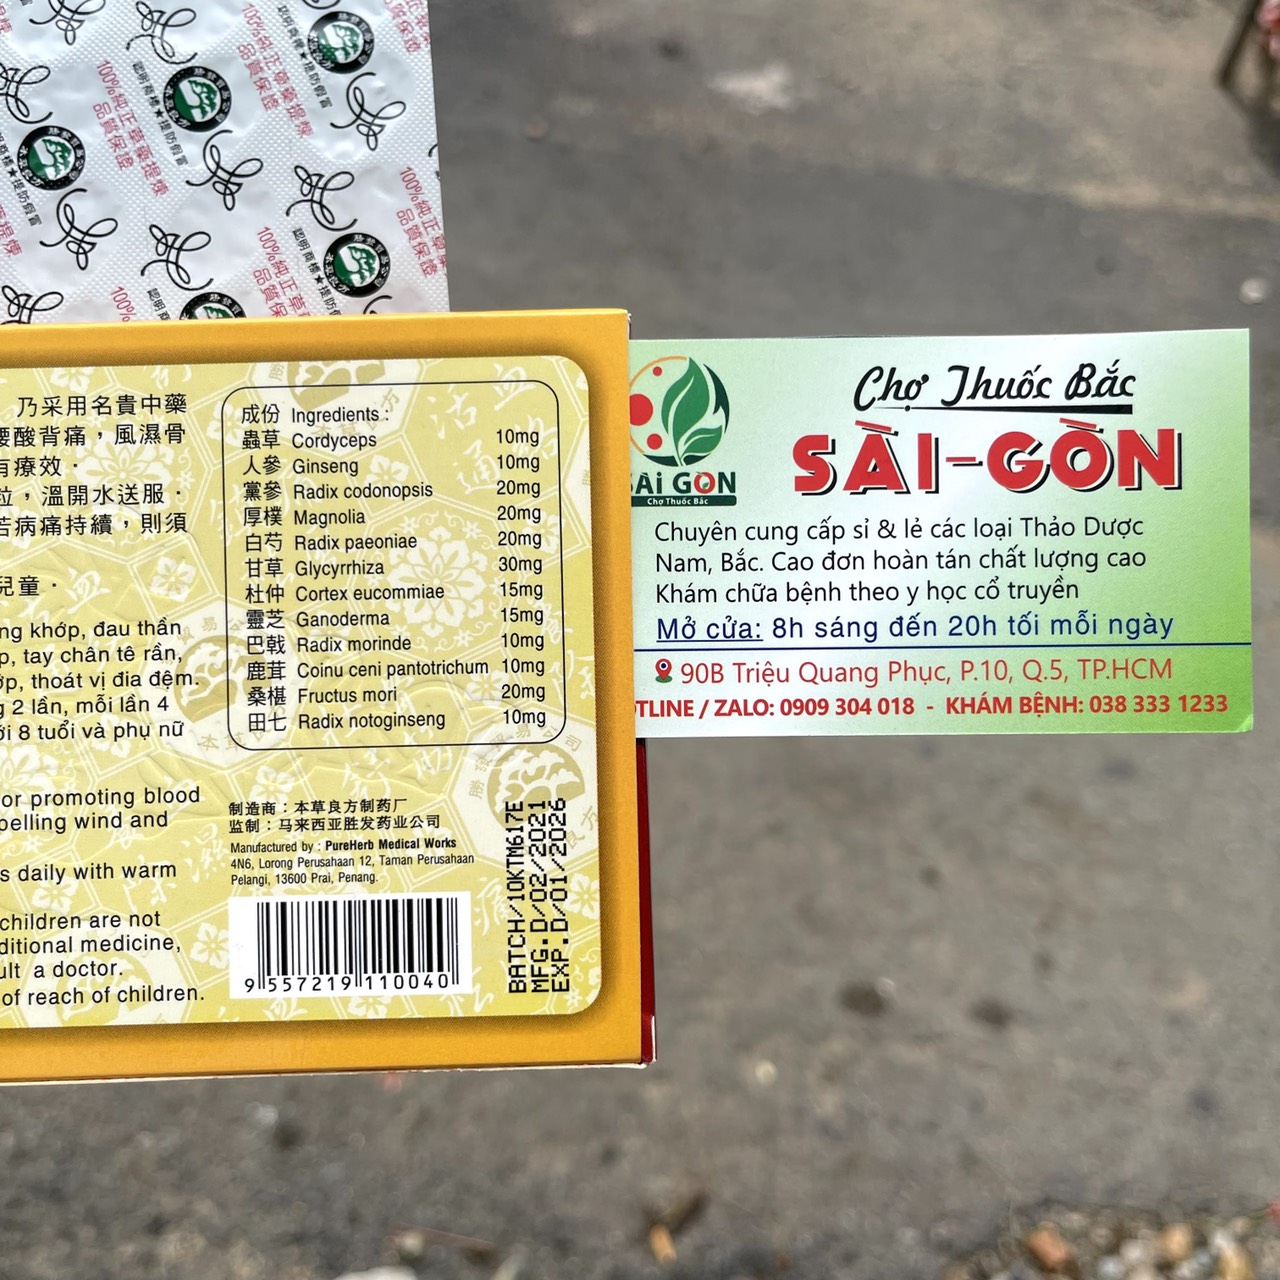 100%純正草藥提煉
品質保證
認明商標★提防假冒
乃采用名貴中藥
腰酸背痛，風濕骨
有療效．
粒，溫開水送服．
若病痛持續，則須
兒童．
ng khớp, đau thần
p, tay chân tê rần,
ớp, thoát vị đia đệm.
g 2 lần, mỗi lần 4
ới 8 tuổi và phụ nữ
or promoting blood
pelling wind and
s daily with warm
children are not
ditional medicine,
ult a doctor.
of reach of children.
成份 Ingredients :
蟲草 Cordyceps 10mg
人參 Ginseng 10mg
黨參 Radix codonopsis 20mg
厚樸 Magnolia 20mg
白芍 Radix paeoniae 20mg
甘草 Glycyrrhiza 30mg
杜仲 Cortex eucommiae 15mg
靈芝 Ganoderma 15mg
巴戟 Radix morinde 10mg
鹿茸 Coinu ceni pantotrichum 10mg
桑椹 Fructus mori 20mg
田七 Radix notoginseng 10mg
制造商：本草良方制药厂
监制：马来西亚胜发药业公司
Manufactured by : PureHerb Medical Works
4N6, Lorong Perusahaan 12, Taman Perusahaan
Pelangi, 13600 Prai, Penang.
9 557219 110040
BATCH/10KTM617E
MFG.D/02/2021
EXP.D/01/2026
SÀI GÒN
Chợ Thuốc Bắc
Chợ Thuốc Bắc
SÀI-GÒN
Chuyên cung cấp sỉ & lẻ các loại Thảo Dược
Nam, Bắc. Cao đơn hoàn tán chất lượng cao
Khám chữa bệnh theo y học cổ truyền
Mở cửa: 8h sáng đến 20h tối mỗi ngày
90B Triệu Quang Phục, P.10, Q.5, TP.HCM
TLINE / ZALO: 0909 304 018 - KHÁM BỆNH: 038 333 1233